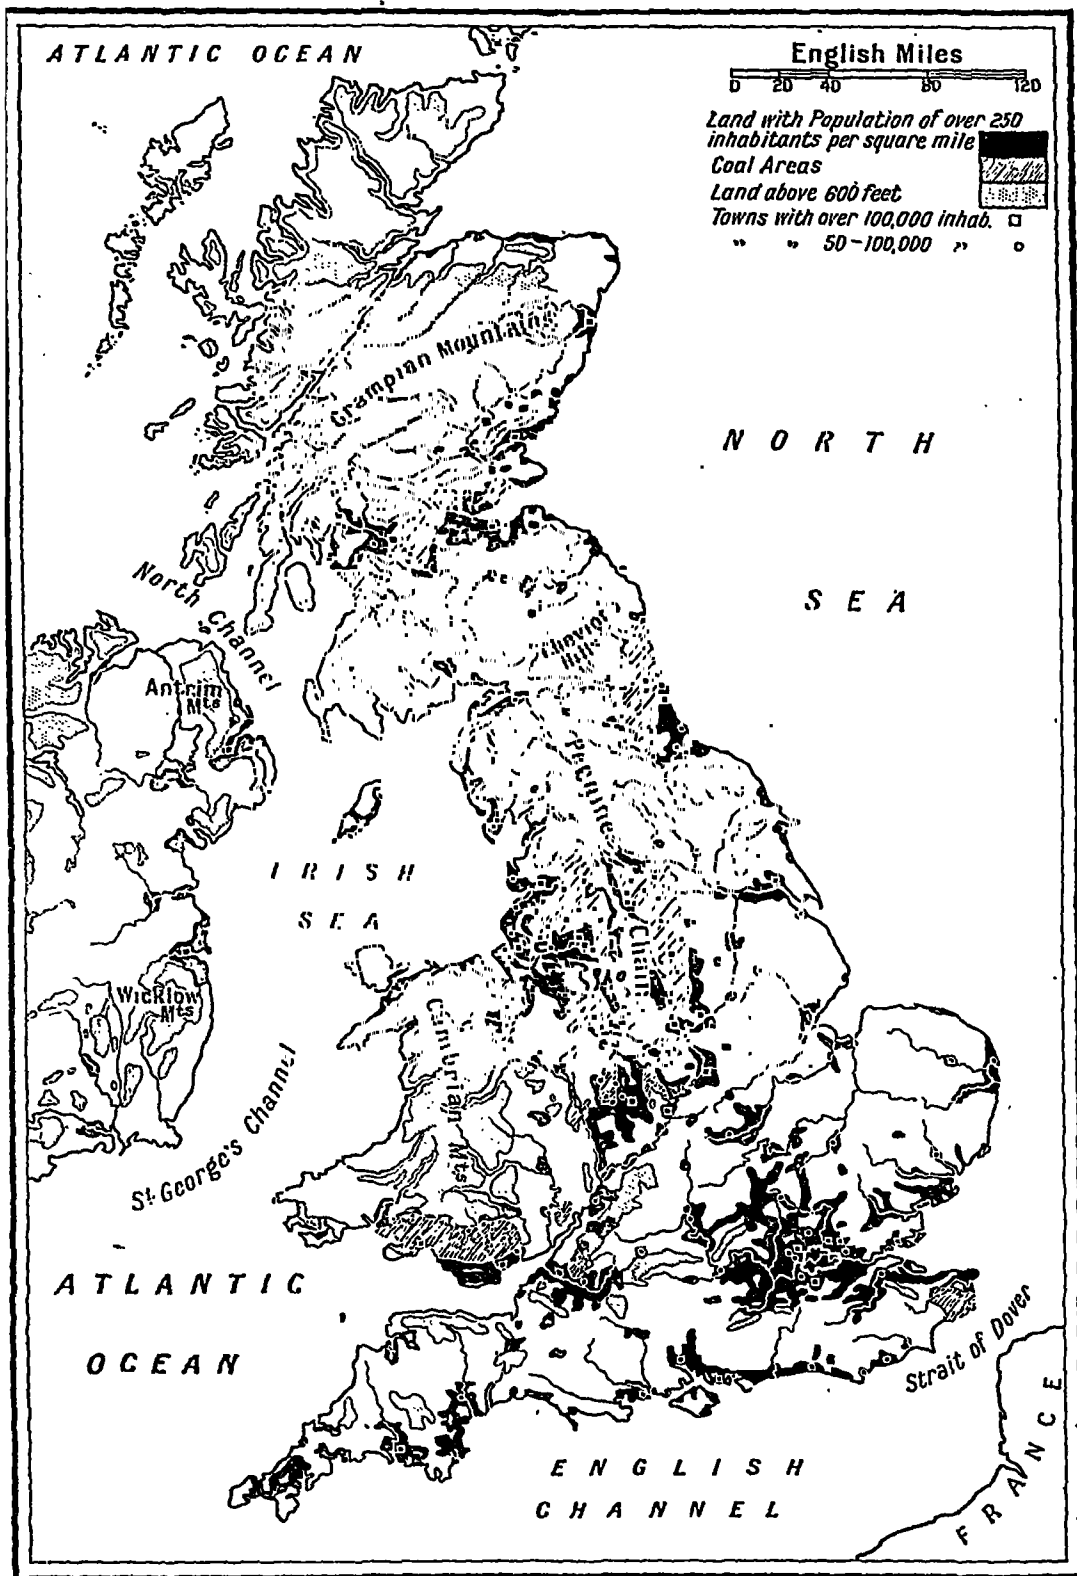 ATLANTIC OCEAN
English Miles
0 20 40 80 120
Land with Population of over 250
inhabitants per square mile
Coal Areas
Land above 600 feet
Towns with over 100,000 inhab.
" " 50-100,000 "
Grampian Mountains
NORTH
SEA
North Channel
Cheviot
Hills
Antrim
Mts
Pennine
Chain
IRISH
SEA
Wicklow
Mts
Cambrian Mts
St. George's Channel
ATLANTIC
OCEAN
Strait of Dover
ENGLISH
CHANNEL
FRANCE